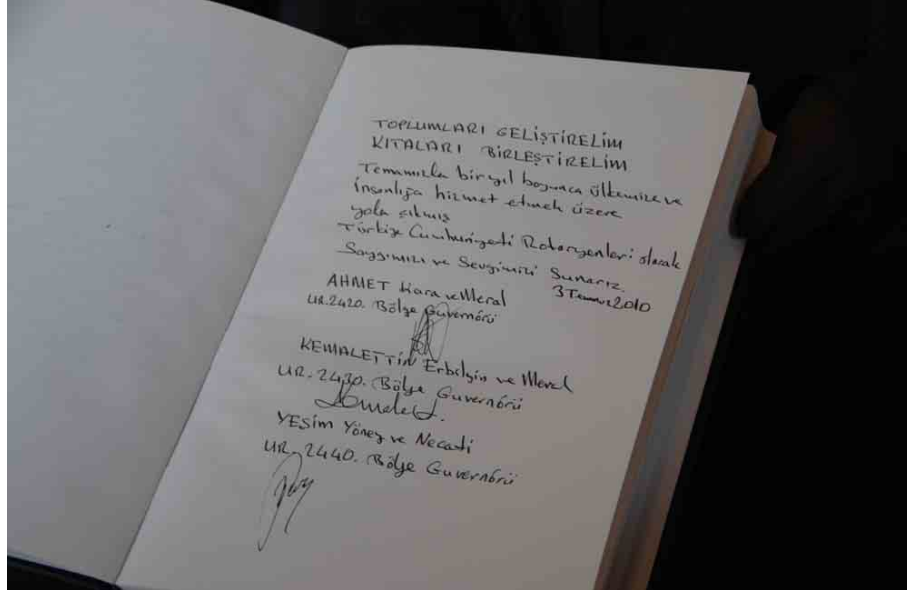 TOPLUMLARI GELİŞTİRELİM
KITALARI BİRLEŞTİRELİM
Temamızla bir yıl boyunca ülkemize ve
insanlığa hizmet etmek üzere
yola çıkmış
Türkiye Cumhuriyeti Rotaryenleri olarak
Saygımızı ve Sevgimizi Sunarız.
3 Temmuz 2010
AHMET Kara ve Meral
UR.2420. Bölge Guvernörü
KEMALETTİN Erbilgin ve Meral
UR. 2430. Bölge Guvernörü
YEŞİM Yöney ve Necati
UR. 2440. Bölge Guvernörü